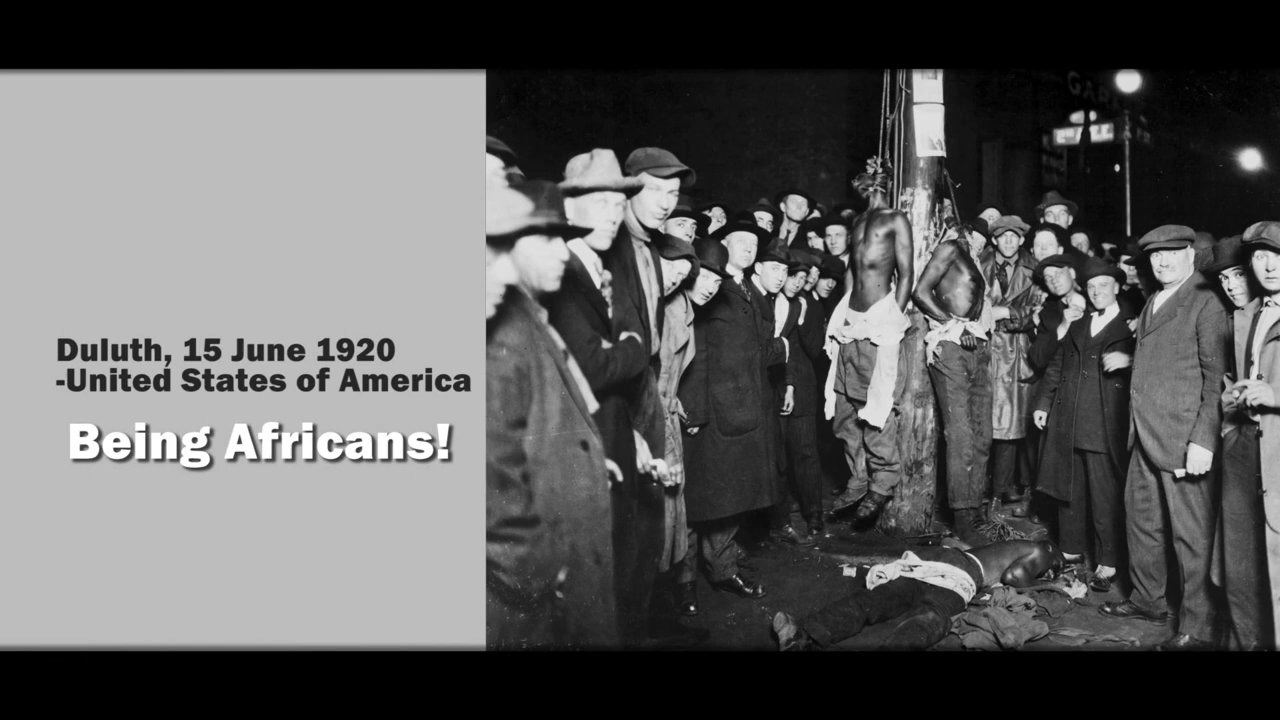 Duluth, 15 June 1920
-United States of America
Being Africans!